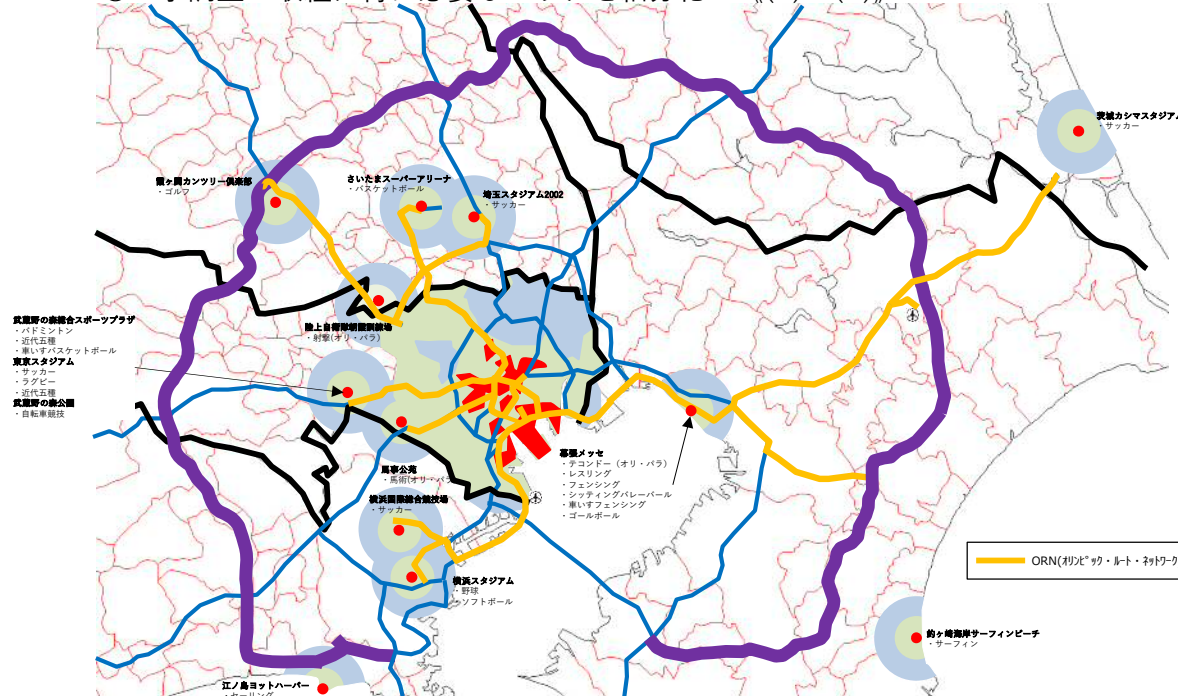 茨城カシマスタジアム
・サッカー
霞ヶ関カンツリー倶楽部
・ゴルフ
さいたまスーパーアリーナ
・バスケットボール
埼玉スタジアム2002
・サッカー
陸上自衛隊朝霞訓練場
・射撃(オリ・パラ)
武蔵野の森総合スポーツプラザ
・バドミントン
・近代五種
・車いすバスケットボール
東京スタジアム
・サッカー
・ラグビー
・近代五種
武蔵野の森公園
・自転車競技
馬事公苑
・馬術(オリ・パラ
横浜国際総合競技場
・サッカー
幕張メッセ
・テコンドー（オリ・パラ）
・レスリング
・フェンシング
・シッティングバレーボール
・車いすフェンシング
・ゴールボール
横浜スタジアム
・野球
・ソフトボール
ORN(オリンピック・ルート・ネットワーク
釣ヶ崎海岸サーフィンビーチ
・サーフィン
江ノ島ヨットハーバー
・セーリング